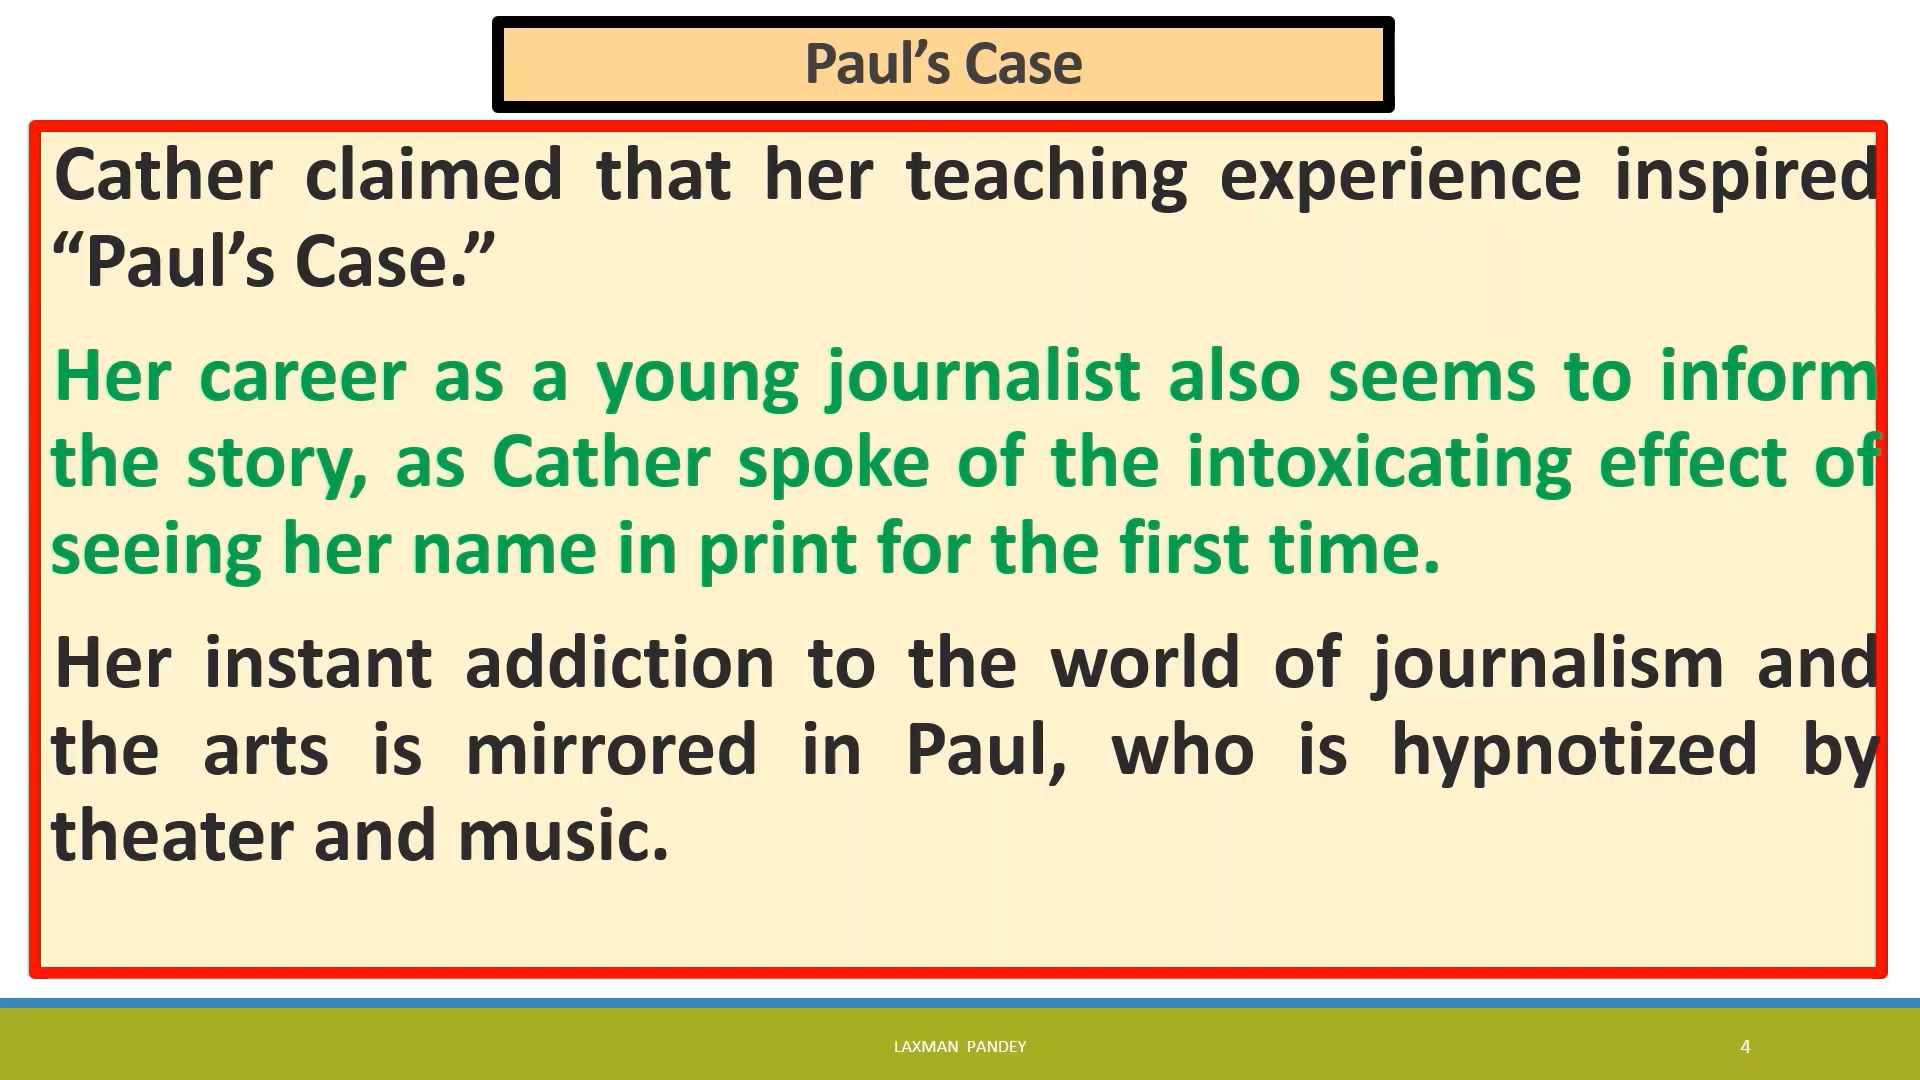 Paul’s Case
Cather claimed that her teaching experience inspired
“Paul’s Case.”
Her career as a young journalist also seems to inform
the story, as Cather spoke of the intoxicating effect of
seeing her name in print for the first time.
Her instant addiction to the world of journalism and
the arts is mirrored in Paul, who is hypnotized by
theater and music.
LAXMAN PANDEY
4